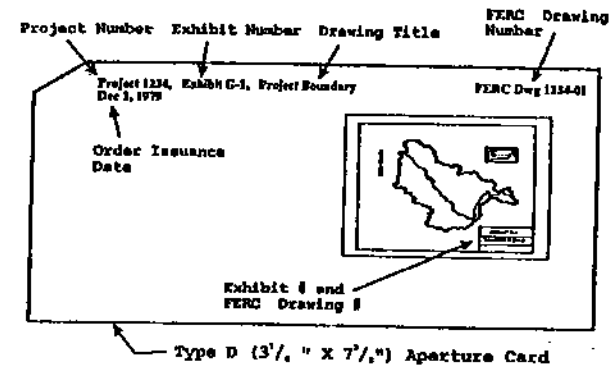 Project Number Exhibit Number Drawing Title
FERC Drawing
Number
Project 1234, Exhibit G-1, Project Boundary
Dec 3, 1979
FERC Dwg 1234-01
Order Issuance
Date
Exhibit # and
FERC Drawing #
Type D (3¹/₄ " X 7³/₈") Aperture Card